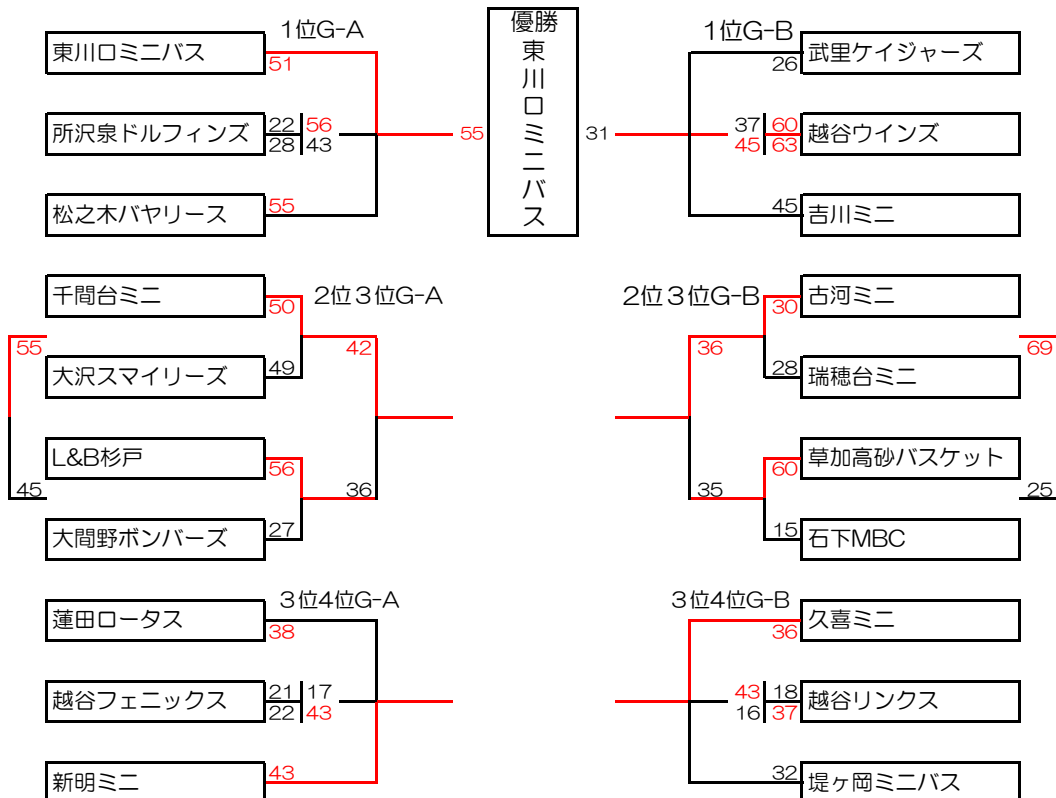 優勝
東川口ミニバス
1位G-A
1位G-B
東川口ミニバス
51
26
武里ケイジャーズ
所沢泉ドルフィンズ
22 56
28 43
55
31
37 60
45 63
越谷ウインズ
松之木バヤリース
55
45
吉川ミニ
千間台ミニ
50
2位3位G-A
2位3位G-B
30
古河ミニ
55
42
36
69
大沢スマイリーズ
49
28
瑞穂台ミニ
L&B杉戸
56
60
草加高砂バスケット
45
36
35
25
大間野ボンバーズ
27
15
石下MBC
3位4位G-A
3位4位G-B
蓮田ロータス
38
36
久喜ミニ
越谷フェニックス
21 17
22 43
43 18
16 37
越谷リンクス
新明ミニ
43
32
堤ヶ岡ミニバス